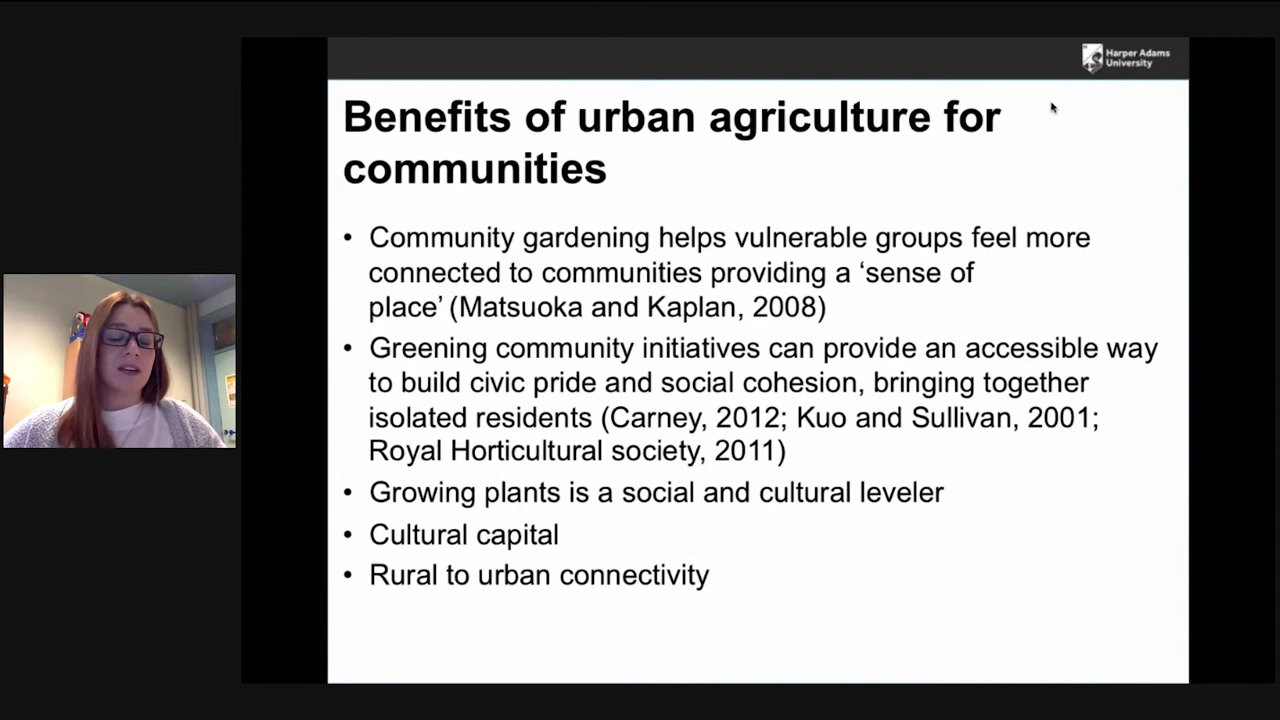 Harper Adams
University
Benefits of urban agriculture for
communities
• Community gardening helps vulnerable groups feel more
connected to communities providing a ‘sense of
place’ (Matsuoka and Kaplan, 2008)
• Greening community initiatives can provide an accessible way
to build civic pride and social cohesion, bringing together
isolated residents (Carney, 2012; Kuo and Sullivan, 2001;
Royal Horticultural society, 2011)
• Growing plants is a social and cultural leveler
• Cultural capital
• Rural to urban connectivity